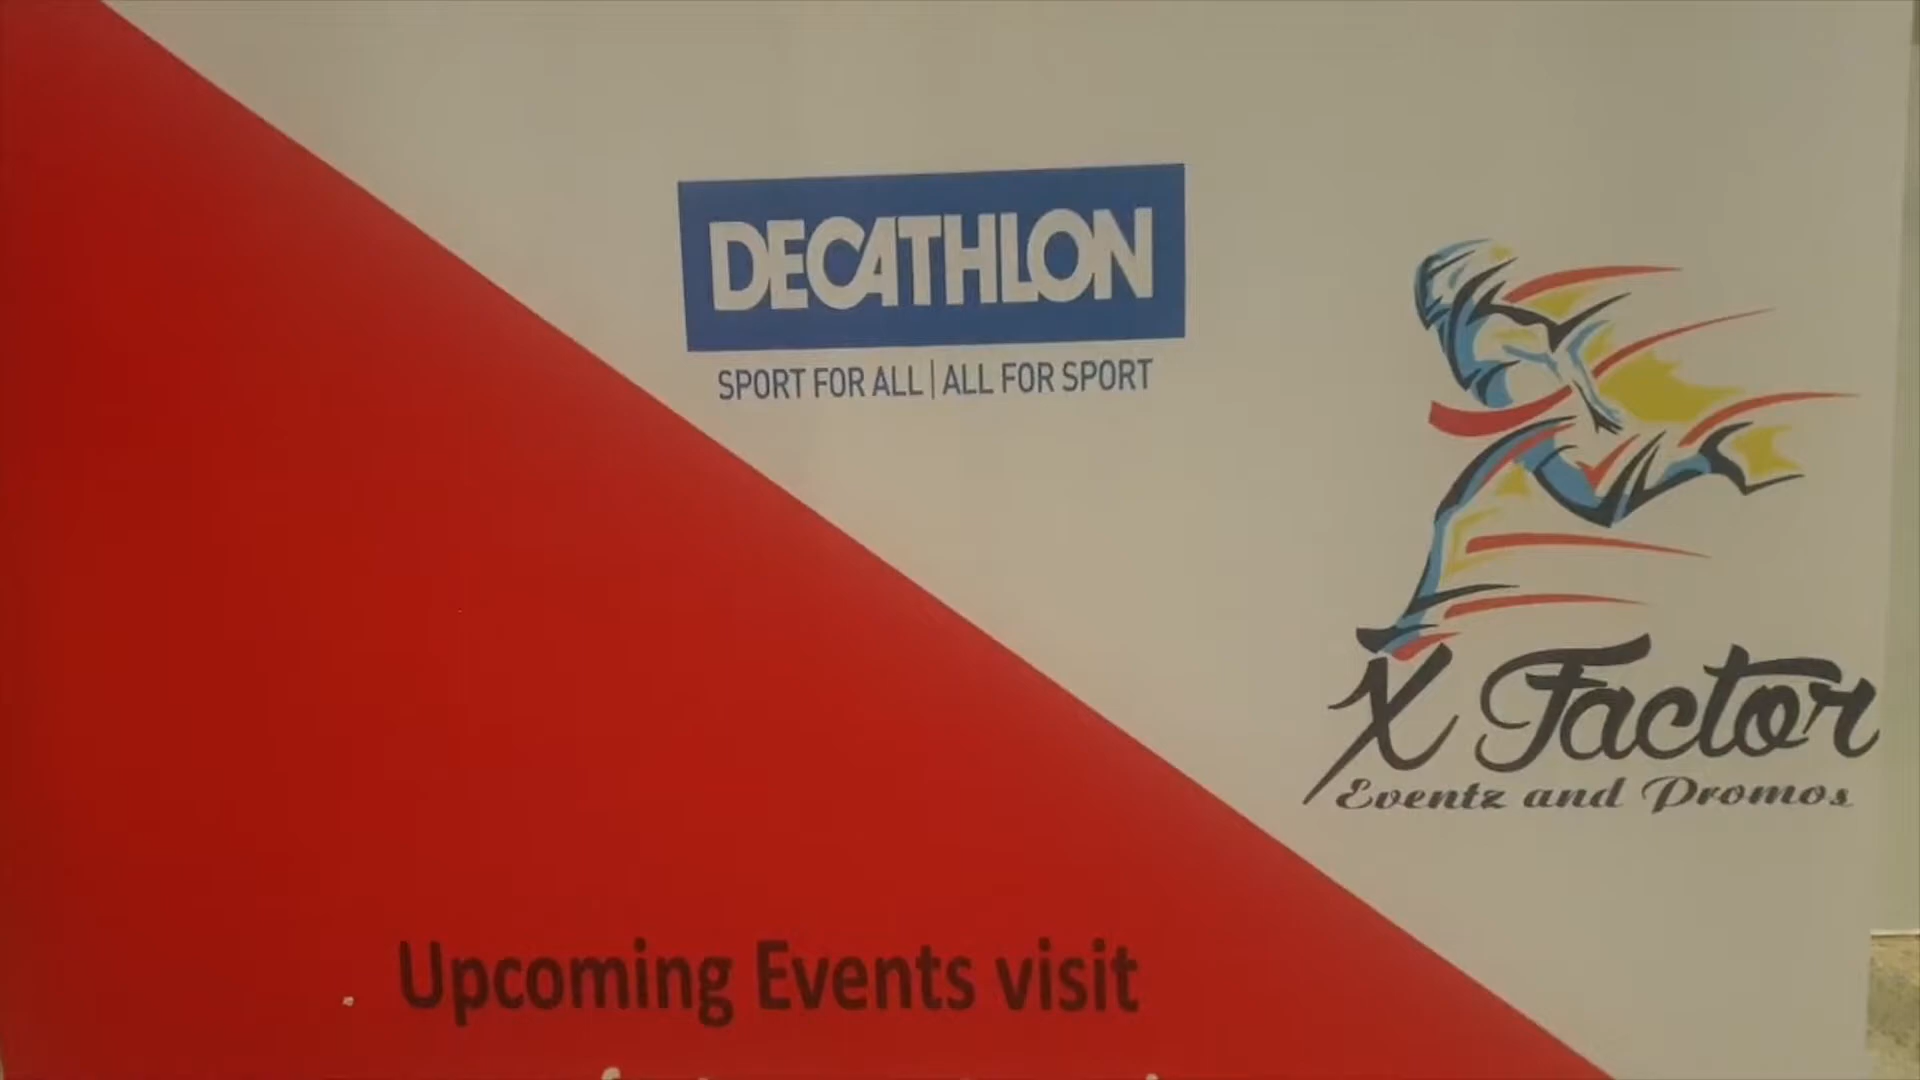 DECATHLON
SPORT FOR ALL | ALL FOR SPORT
X Factor
Eventz and Promos
Upcoming Events visit